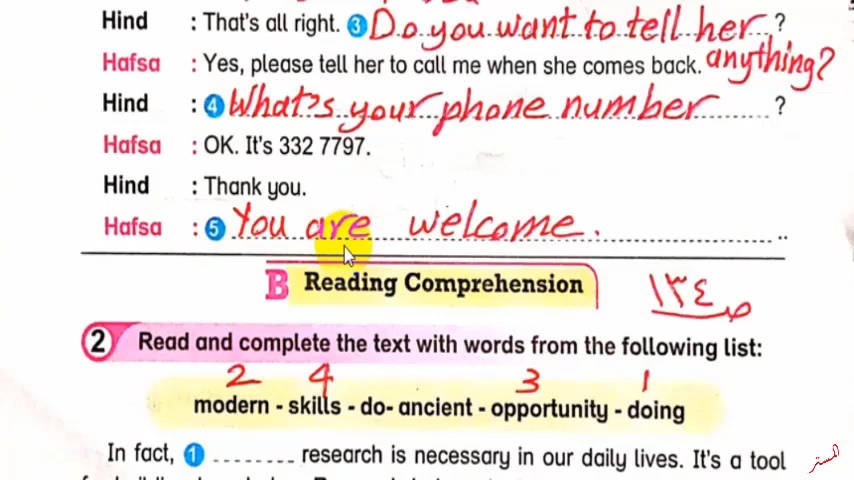 Hind : That's all right. 3 Do you want to tell her ?
Hafsa : Yes, please tell her to call me when she comes back. anything?
Hind : 4 What's your phone number ?
Hafsa : OK. It's 332 7797.
Hind : Thank you.
Hafsa : 5 You are welcome.
B Reading Comprehension
ص ١٣٤
2 Read and complete the text with words from the following list:
2 4 3 1
modern - skills - do- ancient - opportunity - doing
In fact, 1 ........ research is necessary in our daily lives. It's a tool